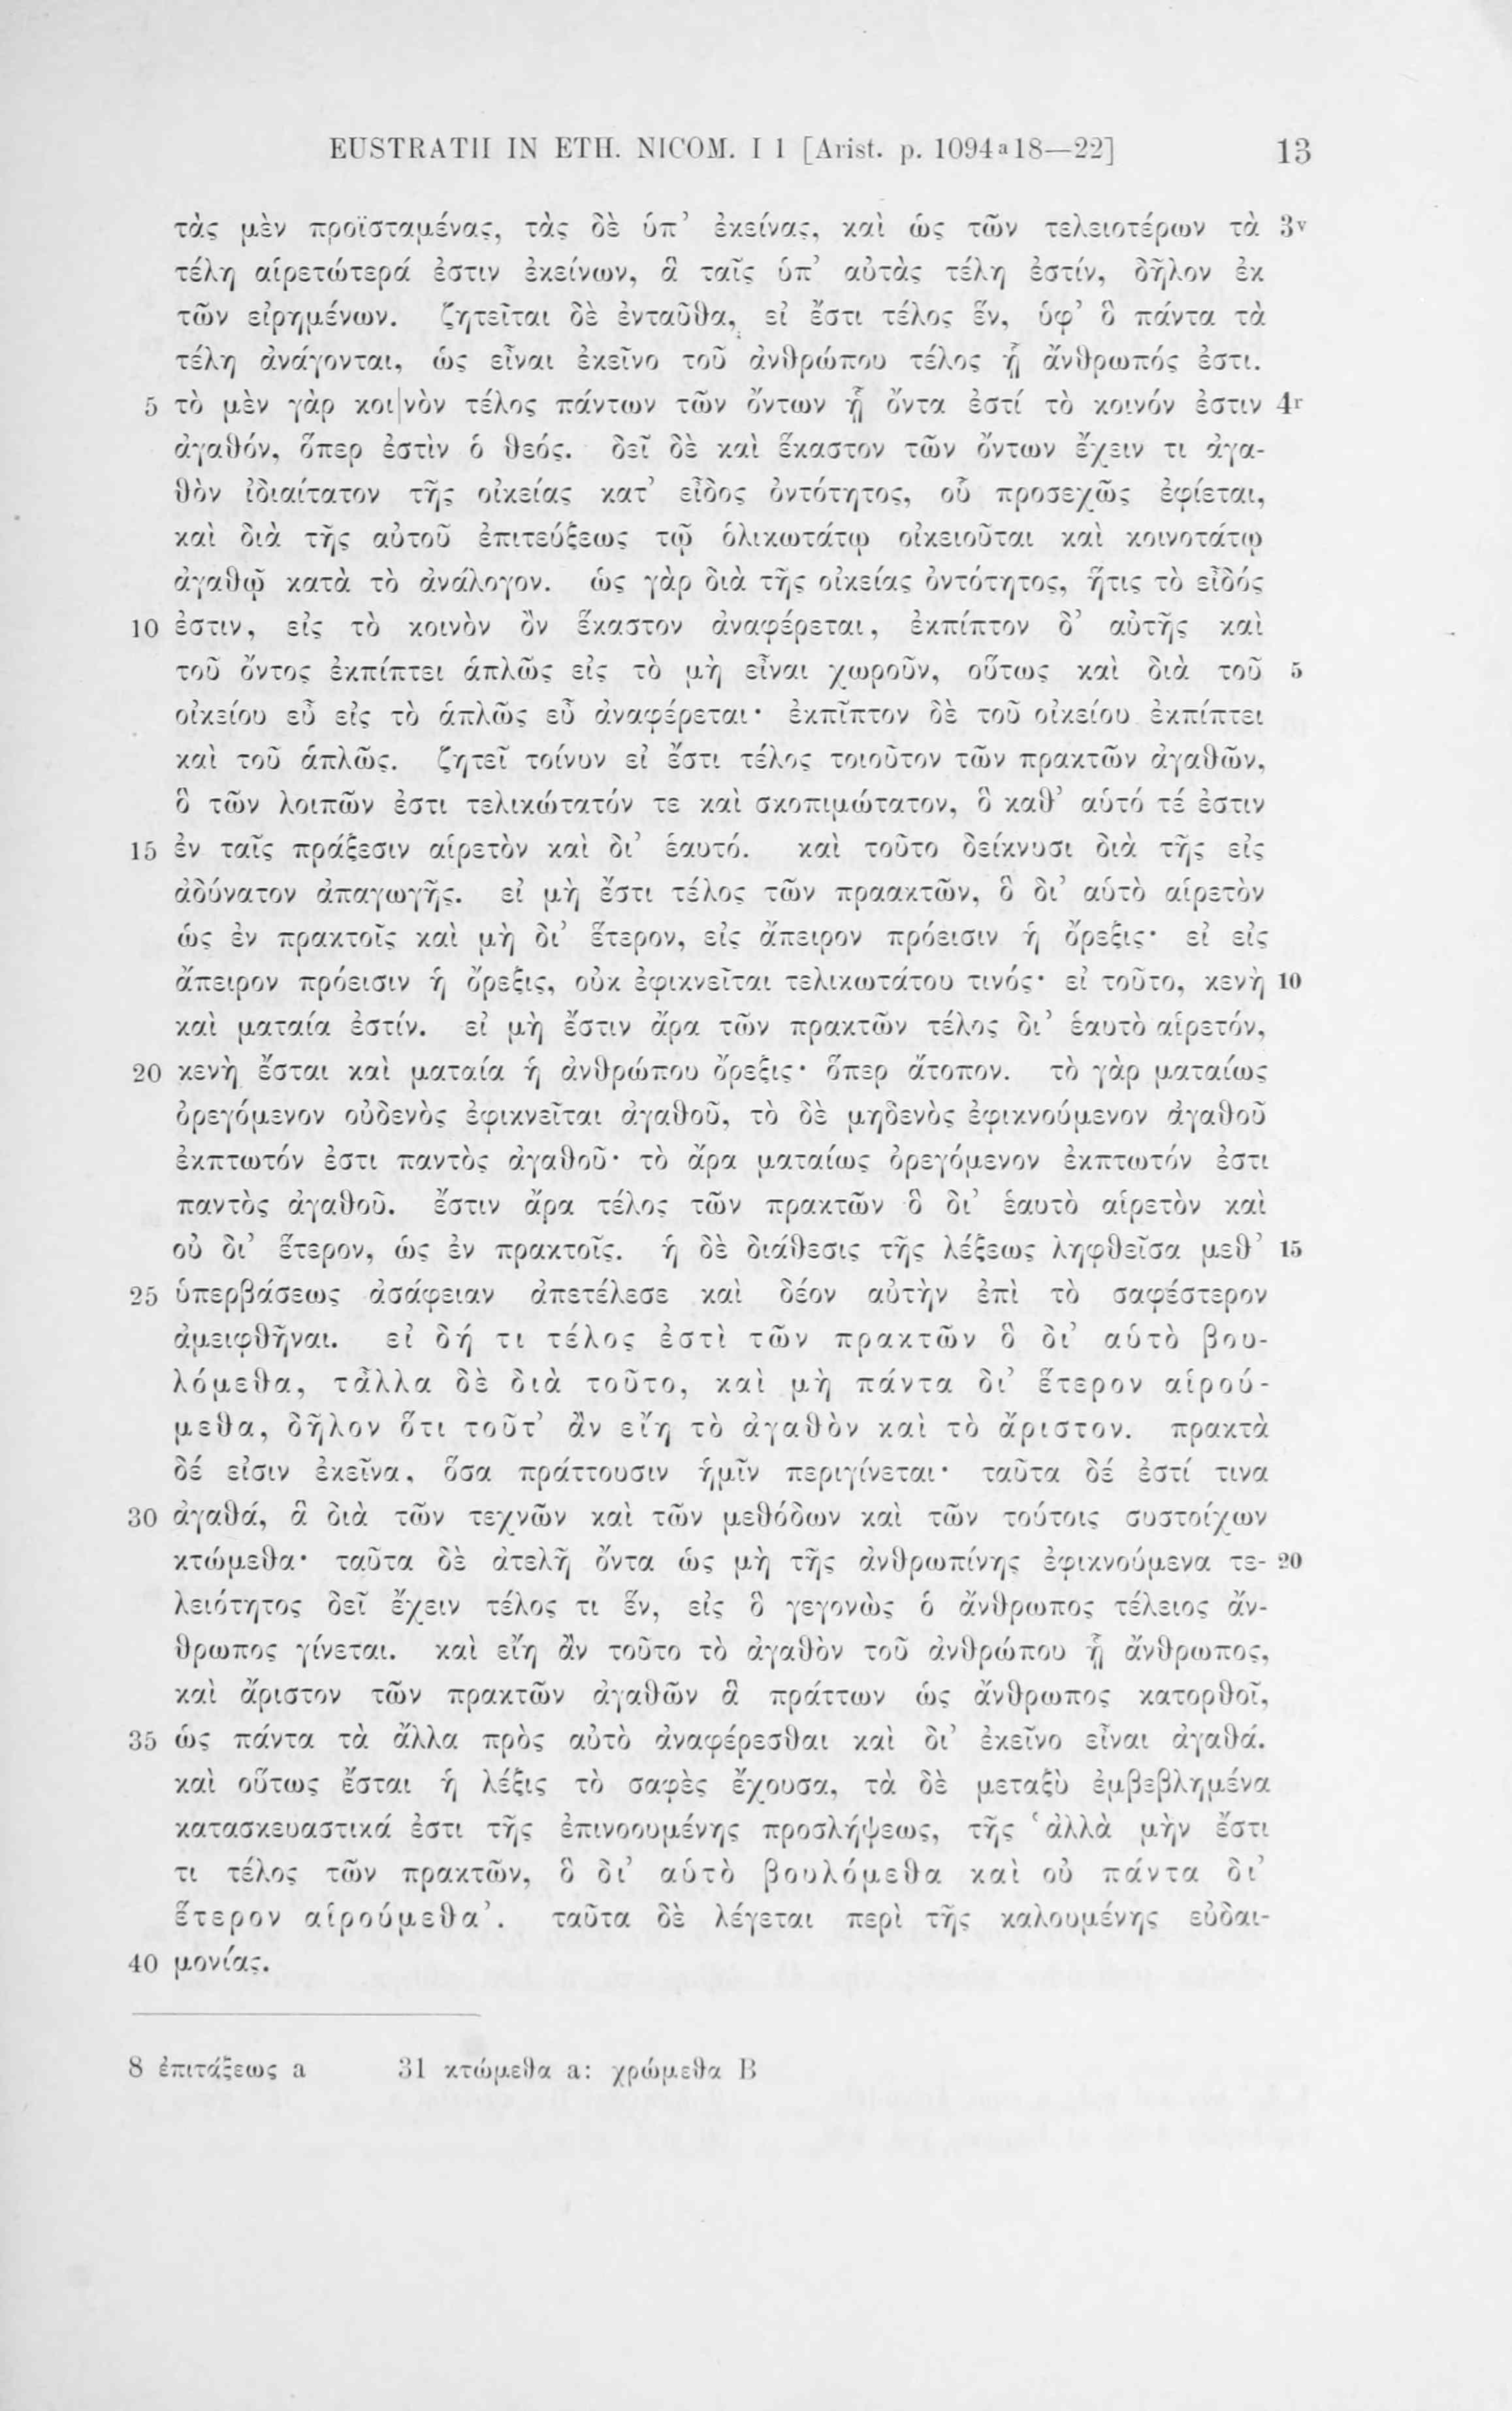 EUSTRATII IN ETH. NICOM. I 1 [Arist. p. 1094a18—22] 13
τὰς μὲν προϊσταμένας, τὰς δὲ ὑπ’ ἐκείνας, καὶ ὡς τῶν τελειοτέρων τὰ 3v
τέλη αἱρετώτερά ἐστιν ἐκείνων, ἃ ταῖς ὑπ’ αὐτὰς τέλη ἐστίν, δῆλον ἐκ
τῶν εἰρημένων. ζητεῖται δὲ ἐνταῦθα, εἰ ἔστι τέλος ἕν, ὑφ’ ὃ πάντα τὰ
τέλη ἀνάγονται, ὡς εἶναι ἐκεῖνο τοῦ ἀνθρώπου τέλος ᾗ ἄνθρωπός ἐστι.
5 τὸ μὲν γὰρ κοι|νὸν τέλος πάντων τῶν ὄντων ᾗ ὄντα ἐστί τὸ κοινόν ἐστιν 4r
ἀγαθόν, ὅπερ ἐστὶν ὁ θεός. δεῖ δὲ καὶ ἕκαστον τῶν ὄντων ἔχειν τι ἀγα-
θὸν ἰδιαίτατον τῆς οἰκείας κατ’ εἶδος ὀντότητος, οὗ προσεχῶς ἐφίεται,
καὶ διὰ τῆς αὐτοῦ ἐπιτεύξεως τῷ ὁλικωτάτῳ οἰκειοῦται καὶ κοινοτάτῳ
ἀγαθῷ κατὰ τὸ ἀνάλογον. ὡς γὰρ διὰ τῆς οἰκείας ὀντότητος, ἥτις τὸ εἶδός
10 ἐστιν, εἰς τὸ κοινὸν ὂν ἕκαστον ἀναφέρεται, ἐκπίπτον δ’ αὐτῆς καὶ
τοῦ ὄντος ἐκπίπτει ἁπλῶς εἰς τὸ μὴ εἶναι χωροῦν, οὕτως καὶ διὰ τοῦ 5
οἰκείου εὖ εἰς τὸ ἁπλῶς εὖ ἀναφέρεται· ἐκπῖπτον δὲ τοῦ οἰκείου ἐκπίπτει
καὶ τοῦ ἁπλῶς. ζητεῖ τοίνυν εἰ ἔστι τέλος τοιοῦτον τῶν πρακτῶν ἀγαθῶν,
ὃ τῶν λοιπῶν ἐστι τελικώτατόν τε καὶ σκοπιμώτατον, ὃ καθ’ αὑτό τέ ἐστιν
15 ἐν ταῖς πράξεσιν αἱρετὸν καὶ δι’ ἑαυτό. καὶ τοῦτο δείκνυσι διὰ τῆς εἰς
ἀδύνατον ἀπαγωγῆς. εἰ μὴ ἔστι τέλος τῶν πραακτῶν, ὃ δι’ αὑτὸ αἱρετὸν
ὡς ἐν πρακτοῖς καὶ μὴ δι’ ἕτερον, εἰς ἄπειρον πρόεισιν ἡ ὄρεξις· εἰ εἰς
ἄπειρον πρόεισιν ἡ ὄρεξις, οὐκ ἐφικνεῖται τελικωτάτου τινός· εἰ τοῦτο, κενὴ 10
καὶ ματαία ἐστίν. εἰ μὴ ἔστιν ἄρα τῶν πρακτῶν τέλος δι’ ἑαυτὸ αἱρετόν,
20 κενὴ ἔσται καὶ ματαία ἡ ἀνθρώπου ὄρεξις· ὅπερ ἄτοπον. τὸ γὰρ ματαίως
ὀρεγόμενον οὐδενὸς ἐφικνεῖται ἀγαθοῦ, τὸ δὲ μηδενὸς ἐφικνούμενον ἀγαθοῦ
ἐκπτωτόν ἐστι παντὸς ἀγαθοῦ· τὸ ἄρα ματαίως ὀρεγόμενον ἐκπτωτόν ἐστι
παντὸς ἀγαθοῦ. ἔστιν ἄρα τέλος τῶν πρακτῶν ὃ δι’ ἑαυτὸ αἱρετὸν καὶ
οὐ δι’ ἕτερον, ὡς ἐν πρακτοῖς. ἡ δὲ διάθεσις τῆς λέξεως ληφθεῖσα μεθ’ 15
25 ὑπερβάσεως ἀσάφειαν ἀπετέλεσε καὶ δέον αὐτὴν ἐπὶ τὸ σαφέστερον
ἀμειφθῆναι. εἰ δή τι τέλος ἐστὶ τῶν πρακτῶν ὃ δι’ αὑτὸ βου-
λόμεθα, τἆλλα δὲ διὰ τοῦτο, καὶ μὴ πάντα δι’ ἕτερον αἱρού-
μεθα, δῆλον ὅτι τοῦτ’ ἂν εἴη τὸ ἀγαθὸν καὶ τὸ ἄριστον. πρακτὰ
δέ εἰσιν ἐκεῖνα, ὅσα πράττουσιν ἡμῖν περιγίνεται· ταῦτα δέ ἐστί τινα
30 ἀγαθά, ἃ διὰ τῶν τεχνῶν καὶ τῶν μεθόδων καὶ τῶν τούτοις συστοίχων
κτώμεθα· ταῦτα δὲ ἀτελῆ ὄντα ὡς μὴ τῆς ἀνθρωπίνης ἐφικνούμενα τε- 20
λειότητος δεῖ ἔχειν τέλος τι ἕν, εἰς ὃ γεγονὼς ὁ ἄνθρωπος τέλειος ἄν-
θρωπος γίνεται. καὶ εἴη ἂν τοῦτο τὸ ἀγαθὸν τοῦ ἀνθρώπου ᾗ ἄνθρωπος,
καὶ ἄριστον τῶν πρακτῶν ἀγαθῶν ἃ πράττων ὡς ἄνθρωπος κατορθοῖ,
35 ὡς πάντα τὰ ἄλλα πρὸς αὐτὸ ἀναφέρεσθαι καὶ δι’ ἐκεῖνο εἶναι ἀγαθά.
καὶ οὕτως ἔσται ἡ λέξις τὸ σαφὲς ἔχουσα, τὰ δὲ μεταξὺ ἐμβεβλημένα
κατασκευαστικά ἐστι τῆς ἐπινοουμένης προσλήψεως, τῆς ‘ἀλλὰ μὴν ἔστι
τι τέλος τῶν πρακτῶν, ὃ δι’ αὑτὸ βουλόμεθα καὶ οὐ πάντα δι’
ἕτερον αἱρούμεθα’. ταῦτα δὲ λέγεται περὶ τῆς καλουμένης εὐδαι-
40 μονίας.
8 ἐπιτάξεως a 31 κτώμεθα a: χρώμεθα B